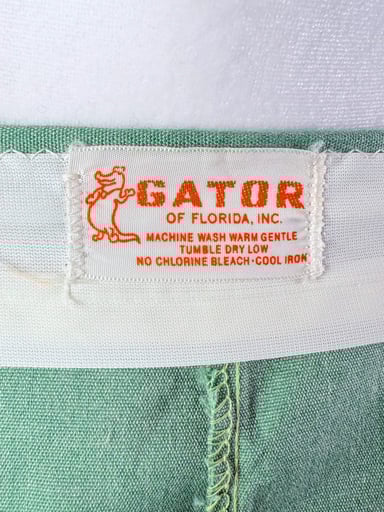 GATOR
OF FLORIDA, INC.
MACHINE WASH WARM GENTLE
TUMBLE DRY LOW
NO CHLORINE BLEACH·COOL IRON